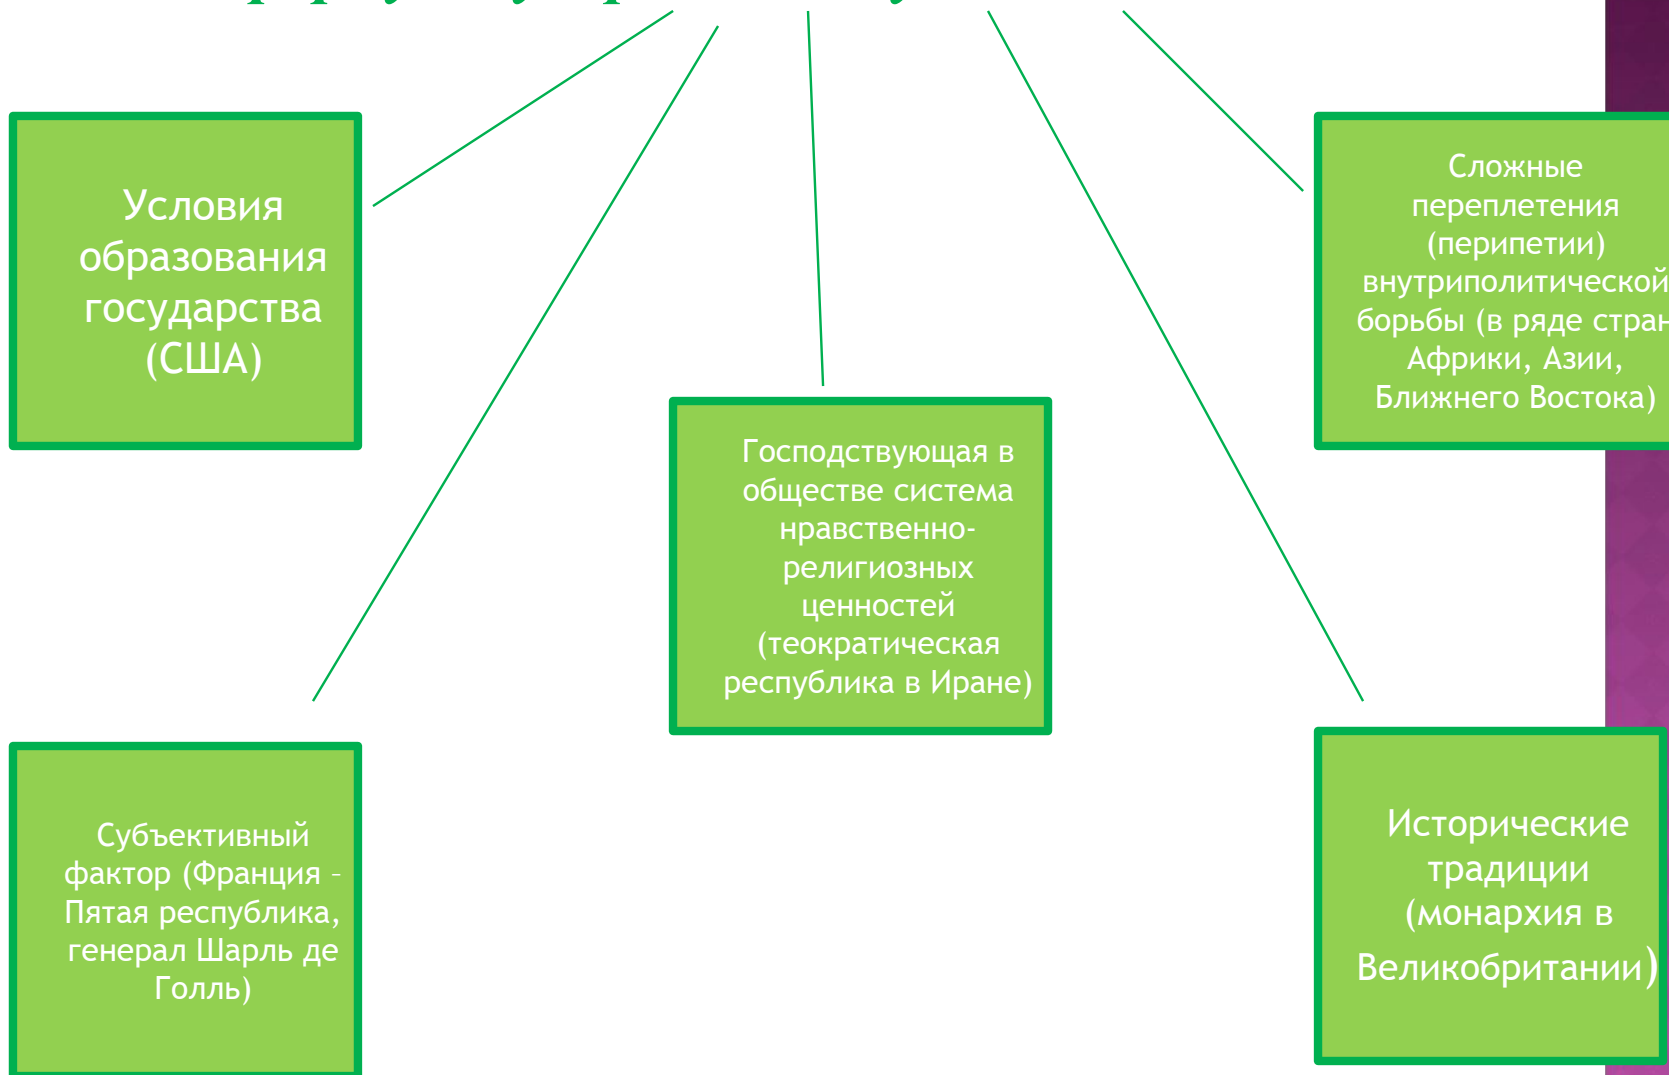 Условия
образования
государства
(США)
Сложные
переплетения
(перипетии)
внутриполитической
борьбы (в ряде стран
Африки, Азии,
Ближнего Востока)
Господствующая в
обществе система
нравственно-
религиозных
ценностей
(теократическая
республика в Иране)
Субъективный
фактор (Франция –
Пятая республика,
генерал Шарль де
Голль)
Исторические
традиции
(монархия в
Великобритании)